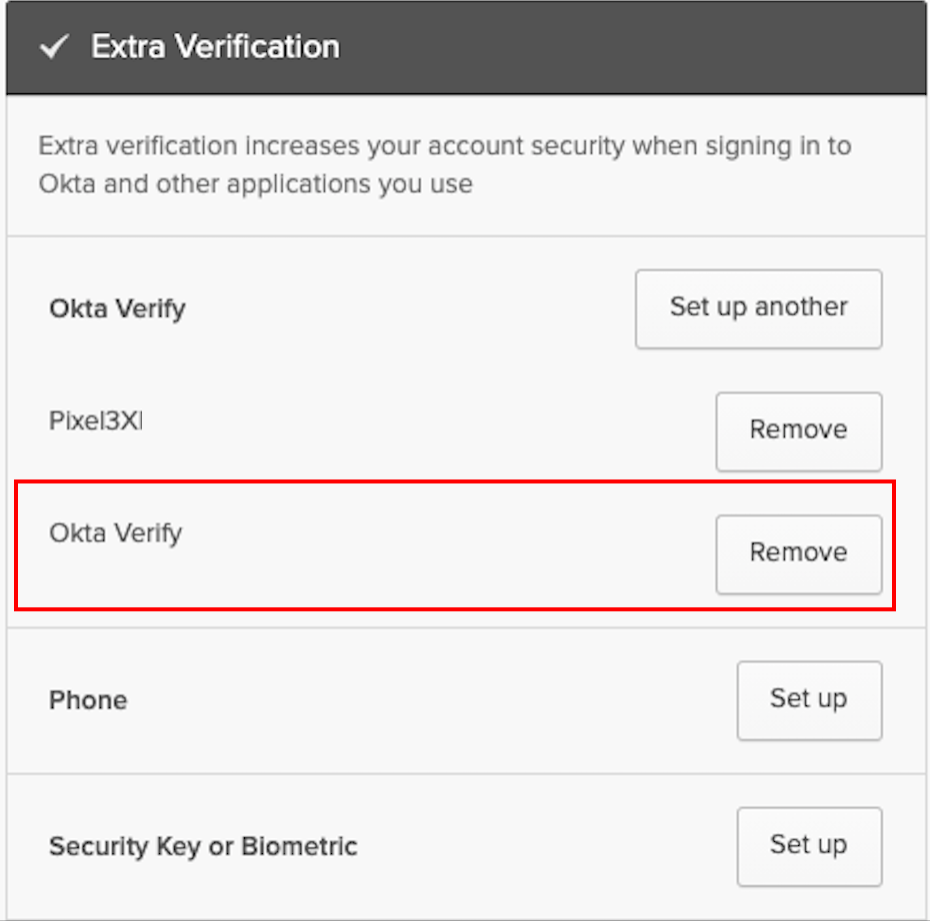 Extra Verification
Extra verification increases your account security when signing in to
Okta and other applications you use
Okta Verify
Set up another
Pixel3Xl
Remove
Okta Verify
Remove
Phone
Set up
Security Key or Biometric
Set up